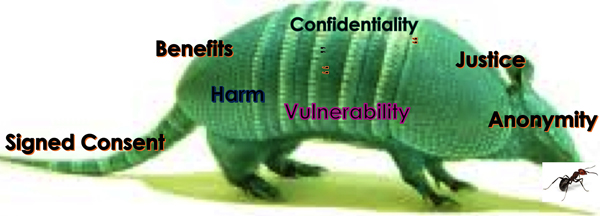 Confidentiality
Benefits
Justice
Harm
Vulnerability
Anonymity
Signed Consent